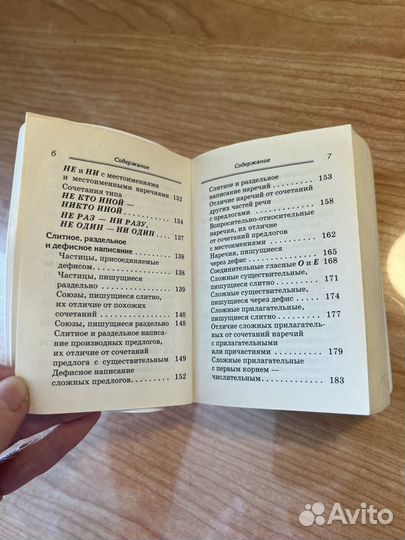 6
Содержание
НЕ и НИ с местоимениями
и местоименными наречиями 132
Сочетания типа
НЕ КТО ИНОЙ —
НИКТО ИНОЙ 134
НЕ РАЗ — НИ РАЗУ,
НЕ ОДИН — НИ ОДИН 137
Слитное, раздельное
и дефисное написание 138
Частицы, присоединяемые
дефисом 138
Частицы, пишущиеся
раздельно 139
Союзы, пишущиеся слитно,
их отличие от похожих
сочетаний 140
Союзы, пишущиеся раздельно 148
Слитное и раздельное написа-
ние производных предлогов,
их отличие от сочетаний
предлога с существительным 149
Дефисное написание
сложных предлогов 152
Содержание
7
Слитное и раздельное
написание наречий 153
Отличие наречий от сочетаний
других частей речи
с предлогами 158
Вопросительно-относительные
наречия, их отличие
от сочетаний предлогов
с местоимениями 162
Наречия, пишущиеся
через дефис 165
Соединительные гласные О и Е 168
Сложные существительные,
пишущиеся слитно 171
Сложные существительные,
пишущиеся через дефис 174
Сложные прилагательные,
пишущиеся слитно 177
Отличие сложных прилагатель-
ных от сочетаний наречий
с прилагательными
или причастиями 179
Сложные прилагательные
с первым корнем —
числительным 183
Avito